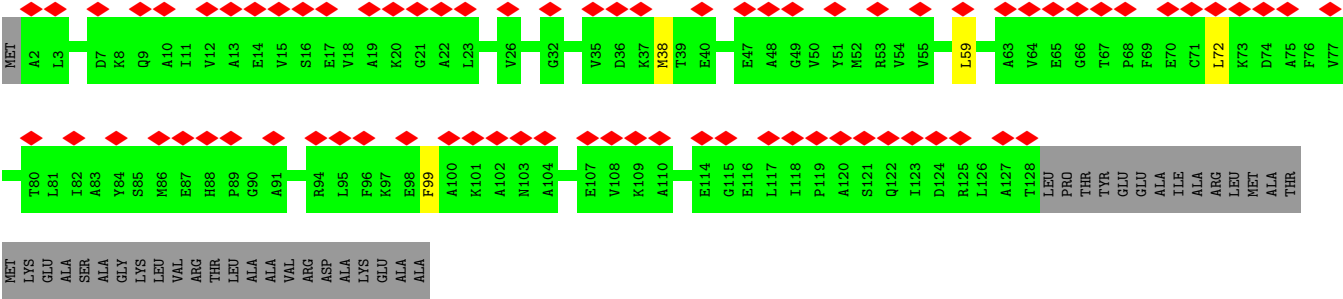 MET A2 L3 D7 K8 Q9 A10 I11 V12 A13 E14 V15 S16 E17 V18 A19 K20 G21 A22 L23 V26 G32 V35 D36 K37 M38 T39 E40 E47 A48 G49 V50 Y51 M52 R53 V54 V55 L59 A63 V64 E65 G66 T67 P68 F69 E70 C71 L72 K73 D74 A75 F76 V77
T80 L81 I82 A83 Y84 S85 M86 E87 H88 P89 G90 A91 R94 L95 F96 K97 E98 F99 A100 K101 A102 N103 A104 E107 V108 K109 A110 E114 G115 E116 L117 I118 P119 A120 S121 Q122 I123 D124 R125 L126 A127 T128 LEU PRO THR TYR GLU GLU ALA ILE ALA ARG LEU MET ALA THR
MET LYS GLU ALA SER ALA GLY LYS LEU VAL ARG THR LEU ALA ALA VAL ARG ASP ALA LYS GLU ALA ALA